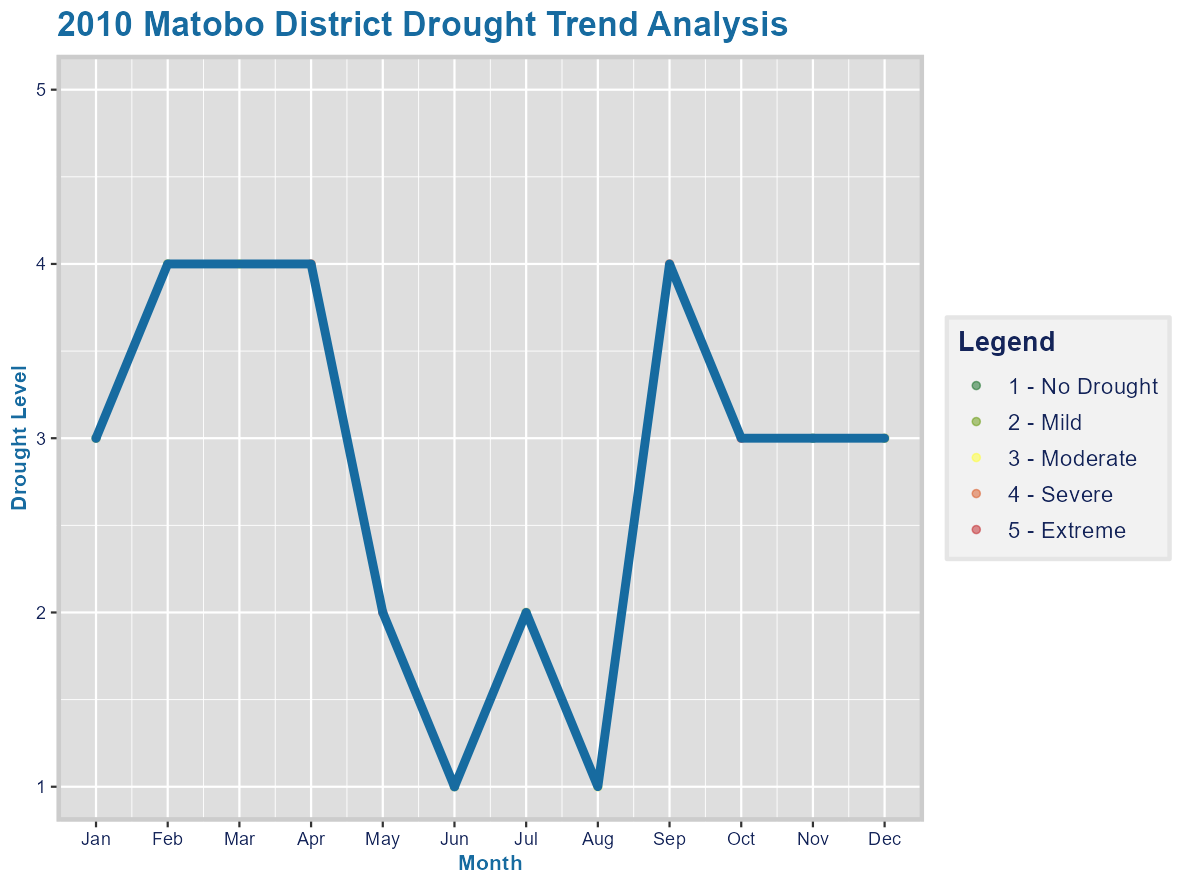 2010 Matobo District Drought Trend Analysis
Drought Level
5
4
3
2
1
Jan Feb Mar Apr May Jun Jul Aug Sep Oct Nov Dec
Month
Legend
1 - No Drought
2 - Mild
3 - Moderate
4 - Severe
5 - Extreme